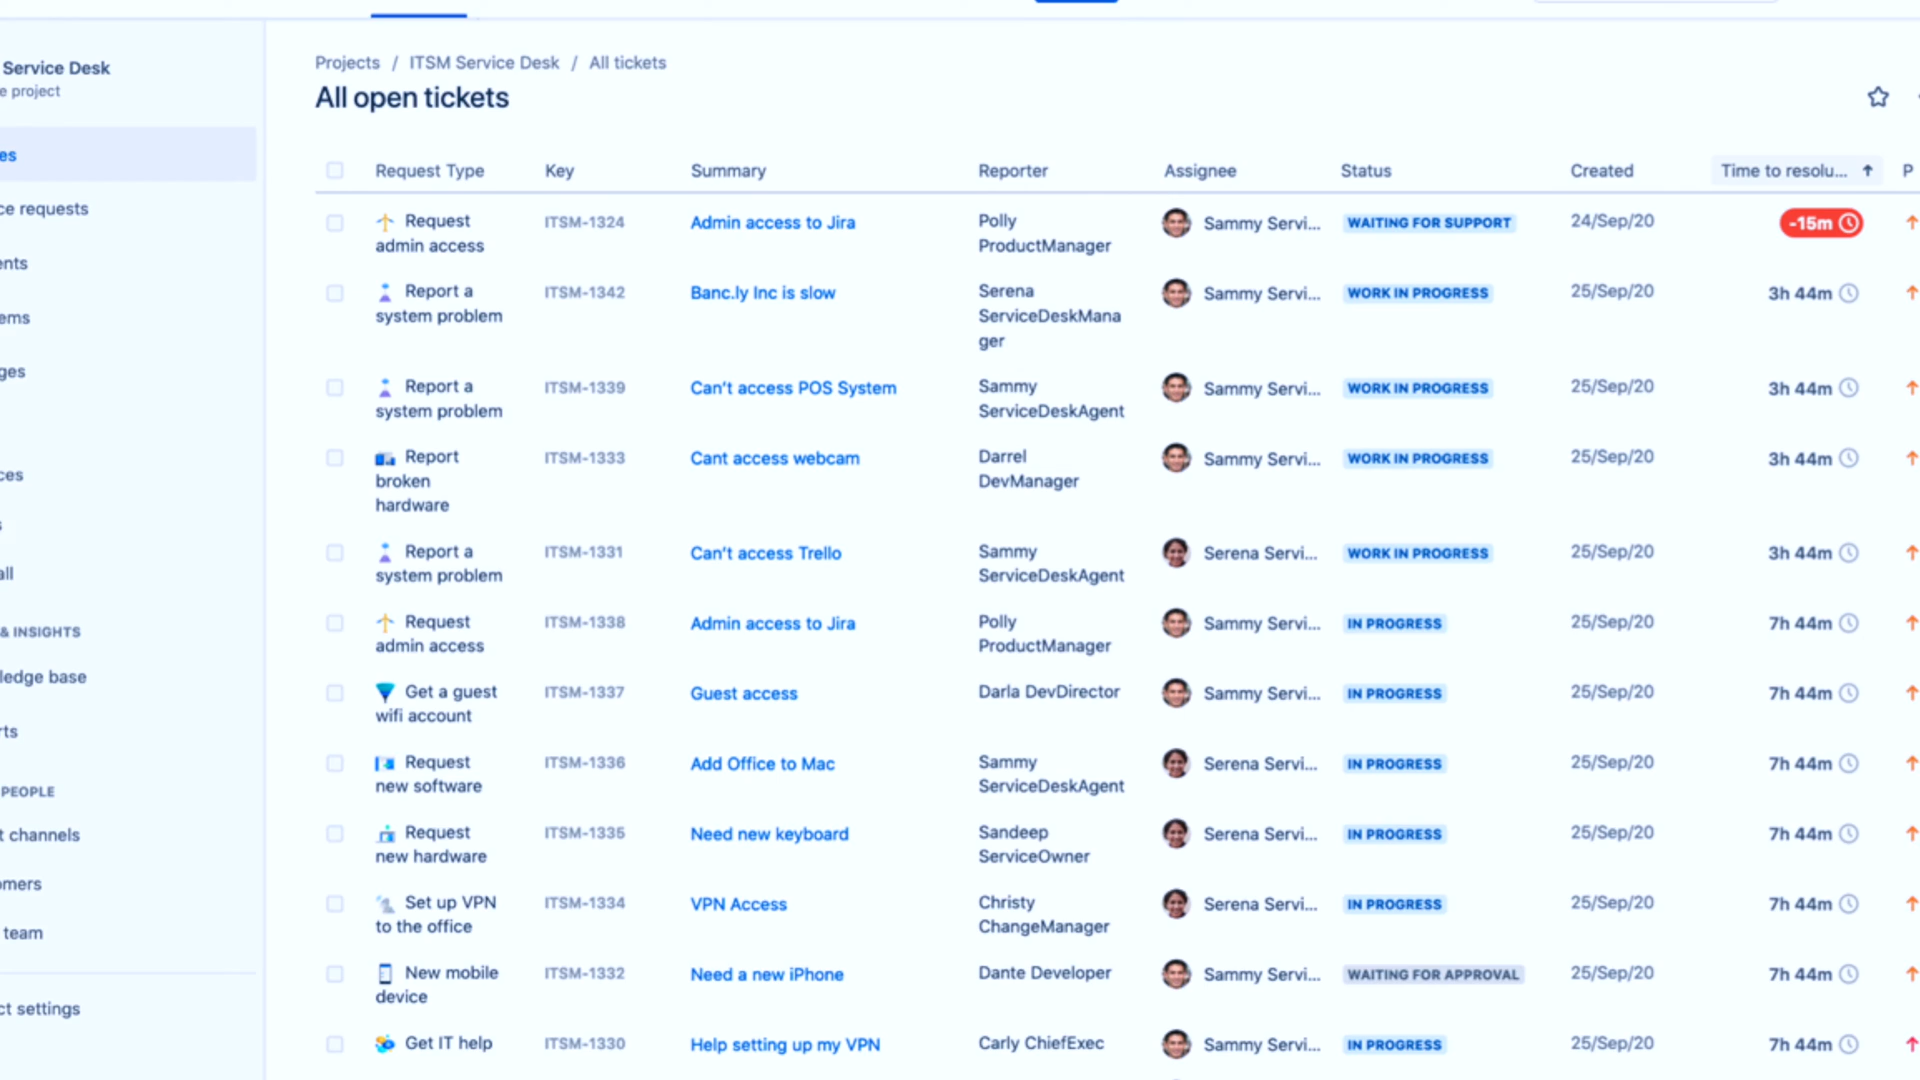 Service Desk
e project
es
ce requests
ents
ems
ges
ces
s
all
& INSIGHTS
ledge base
rts
PEOPLE
t channels
omers
team
ct settings
Projects / ITSM Service Desk / All tickets
All open tickets
Request Type Key Summary Reporter Assignee Status Created Time to resolu... ↑ P
Request ITSM-1324 Admin access to Jira Polly Sammy Servi... WAITING FOR SUPPORT 24/Sep/20 -15m
admin access ProductManager
Report a ITSM-1342 Banc.ly Inc is slow Serena Sammy Servi... WORK IN PROGRESS 25/Sep/20 3h 44m
system problem ServiceDeskMana
ger
Report a ITSM-1339 Can't access POS System Sammy Sammy Servi... WORK IN PROGRESS 25/Sep/20 3h 44m
system problem ServiceDeskAgent
Report ITSM-1333 Cant access webcam Darrel Sammy Servi... WORK IN PROGRESS 25/Sep/20 3h 44m
broken DevManager
hardware
Report a ITSM-1331 Can't access Trello Sammy Serena Servi... WORK IN PROGRESS 25/Sep/20 3h 44m
system problem ServiceDeskAgent
Request ITSM-1338 Admin access to Jira Polly Sammy Servi... IN PROGRESS 25/Sep/20 7h 44m
admin access ProductManager
Get a guest ITSM-1337 Guest access Darla DevDirector Sammy Servi... IN PROGRESS 25/Sep/20 7h 44m
wifi account
Request ITSM-1336 Add Office to Mac Sammy Serena Servi... IN PROGRESS 25/Sep/20 7h 44m
new software ServiceDeskAgent
Request ITSM-1335 Need new keyboard Sandeep Serena Servi... IN PROGRESS 25/Sep/20 7h 44m
new hardware ServiceOwner
Set up VPN ITSM-1334 VPN Access Christy Serena Servi... IN PROGRESS 25/Sep/20 7h 44m
to the office ChangeManager
New mobile ITSM-1332 Need a new iPhone Dante Developer Sammy Servi... WAITING FOR APPROVAL 25/Sep/20 7h 44m
device
Get IT help ITSM-1330 Help setting up my VPN Carly ChiefExec Sammy Servi... IN PROGRESS 25/Sep/20 7h 44m